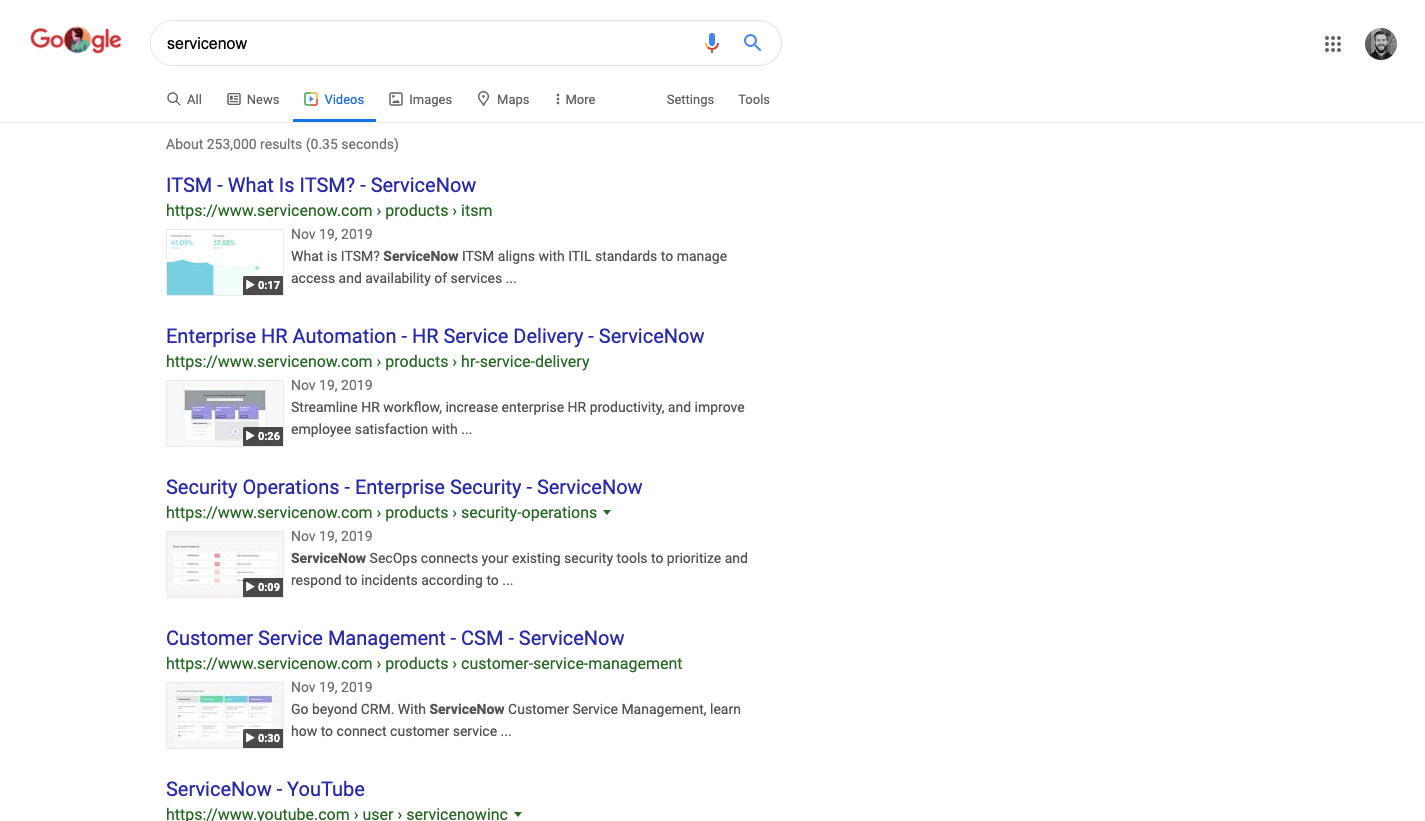 Google
servicenow
All News Videos Images Maps More Settings Tools
About 253,000 results (0.35 seconds)
ITSM - What Is ITSM? - ServiceNow
https://www.servicenow.com › products › itsm
41.09% 37.88%
0:17
Nov 19, 2019
What is ITSM? ServiceNow ITSM aligns with ITIL standards to manage
access and availability of services ...
Enterprise HR Automation - HR Service Delivery - ServiceNow
https://www.servicenow.com › products › hr-service-delivery
0:26
Nov 19, 2019
Streamline HR workflow, increase enterprise HR productivity, and improve
employee satisfaction with ...
Security Operations - Enterprise Security - ServiceNow
https://www.servicenow.com › products › security-operations
0:09
Nov 19, 2019
ServiceNow SecOps connects your existing security tools to prioritize and
respond to incidents according to ...
Customer Service Management - CSM - ServiceNow
https://www.servicenow.com › products › customer-service-management
0:30
Nov 19, 2019
Go beyond CRM. With ServiceNow Customer Service Management, learn
how to connect customer service ...
ServiceNow - YouTube
https://www.youtube.com › user › servicenowinc